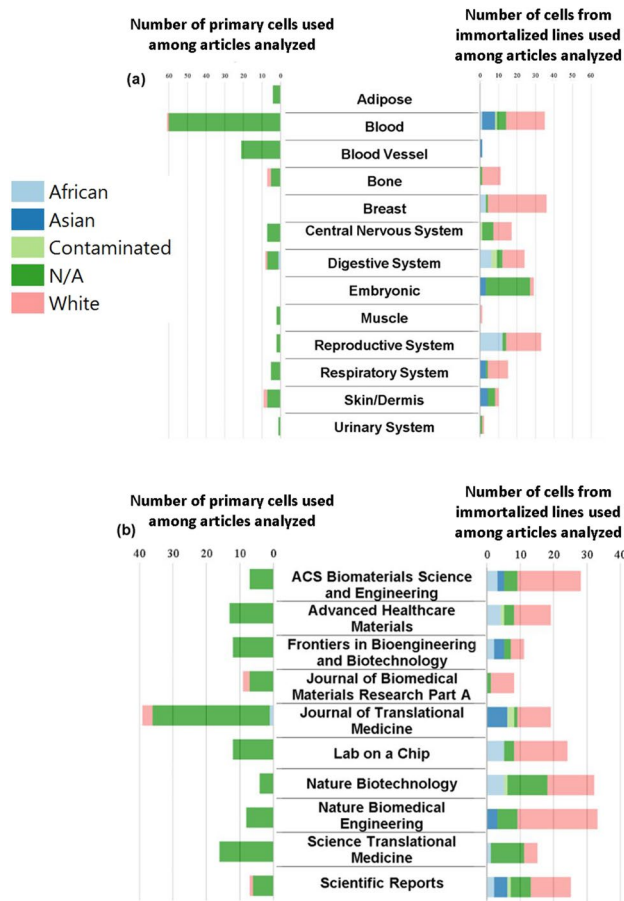 Number of primary cells used
among articles analyzed
Number of cells from
immortalized lines used
among articles analyzed
(a)
60 50 40 30 20 10 0
0 10 20 30 40 50 60
Adipose
Blood
Blood Vessel
Bone
Breast
Central Nervous System
Digestive System
Embryonic
Muscle
Reproductive System
Respiratory System
Skin/Dermis
Urinary System
African
Asian
Contaminated
N/A
White
Number of primary cells used
among articles analyzed
Number of cells from
immortalized lines used
among articles analyzed
(b)
40 30 20 10 0
0 10 20 30 40
ACS Biomaterials Science
and Engineering
Advanced Healthcare
Materials
Frontiers in Bioengineering
and Biotechnology
Journal of Biomedical
Materials Research Part A
Journal of Translational
Medicine
Lab on a Chip
Nature Biotechnology
Nature Biomedical
Engineering
Science Translational
Medicine
Scientific Reports